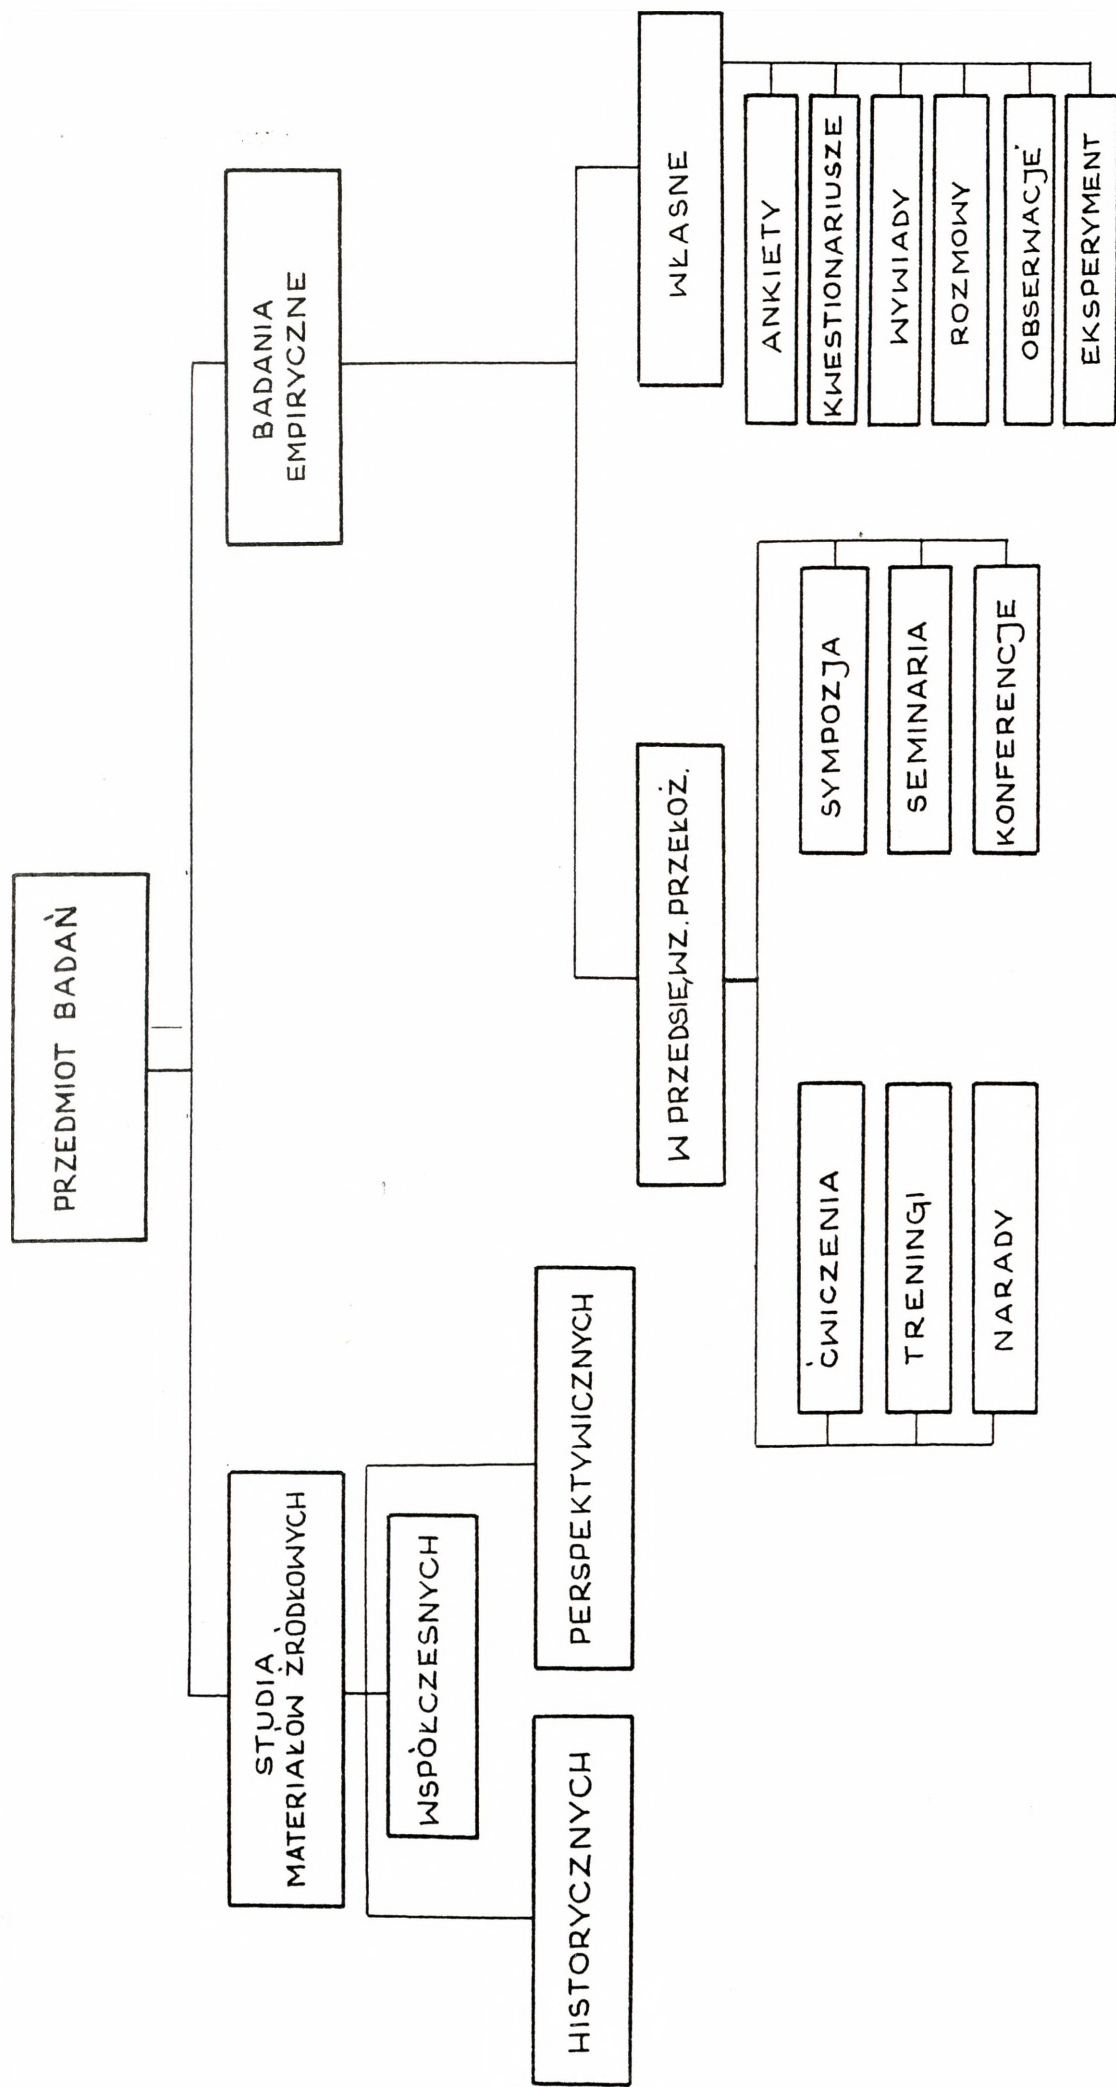 PRZEDMIOT BADAŃ
STUDIA
MATERIAŁÓW ŹRÓDŁOWYCH
BADANIA
EMPIRYCZNE
WSPÓŁCZESNYCH
HISTORYCZNYCH
PERSPEKTYWICZNYCH
W PRZEDSIĘWZ. PRZEŁOŻ.
WŁASNE
ĆWICZENIA
TRENINGI
NARADY
SYMPOZJA
SEMINARIA
KONFERENCJE
ANKIETY
KWESTIONARIUSZE
WYWIADY
ROZMOWY
OBSERWACJE
EKSPERYMENT